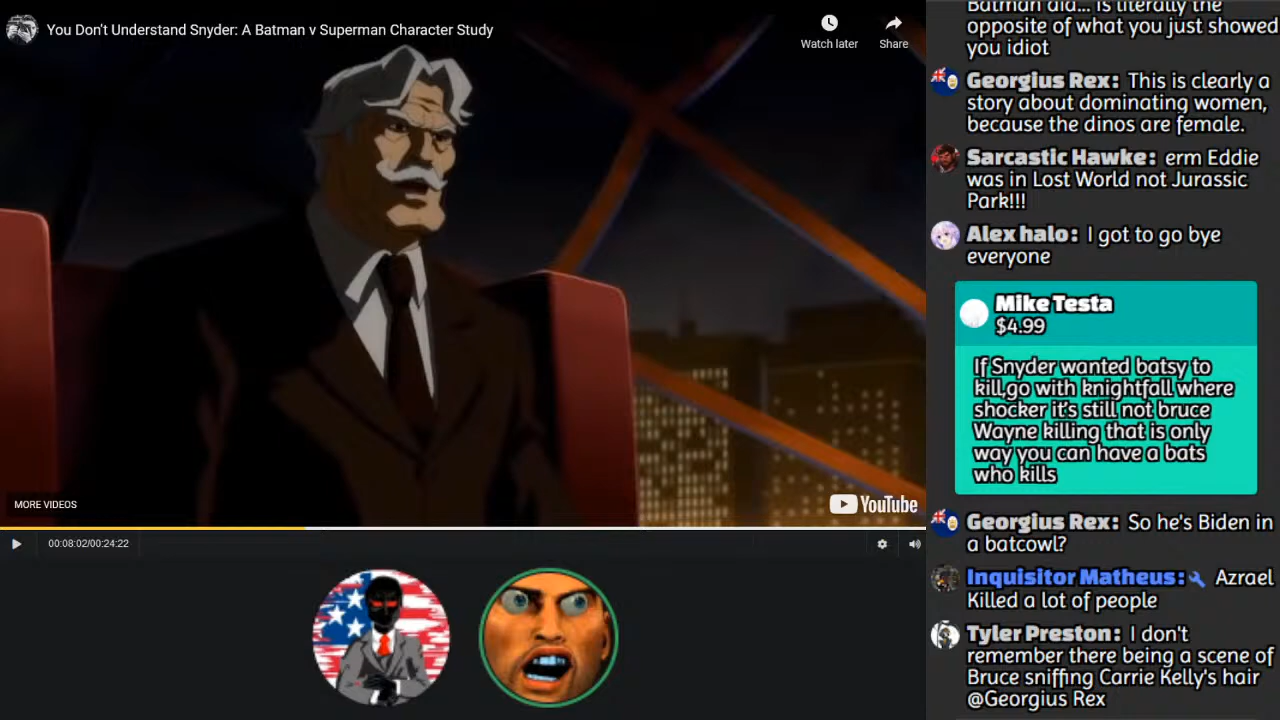 You Don't Understand Snyder: A Batman v Superman Character Study
Watch later
Share
MORE VIDEOS
YouTube
00:08:02/00:24:22
Batman did... is literally the
opposite of what you just showed
you idiot
Georgius Rex: This is clearly a
story about dominating women,
because the dinos are female.
Sarcastic Hawke: erm Eddie
was in Lost World not Jurassic
Park!!!
Alex halo: I got to go bye
everyone
Mike Testa
$4.99
If Snyder wanted batsy to
kill,go with knightfall where
shocker it's still not bruce
Wayne killing that is only
way you can have a bats
who kills
Georgius Rex: So he's Biden in
a batcowl?
Inquisitor Matheus: Azrael
Killed a lot of people
Tyler Preston: I don't
remember there being a scene of
Bruce sniffing Carrie Kelly's hair
@Georgius Rex